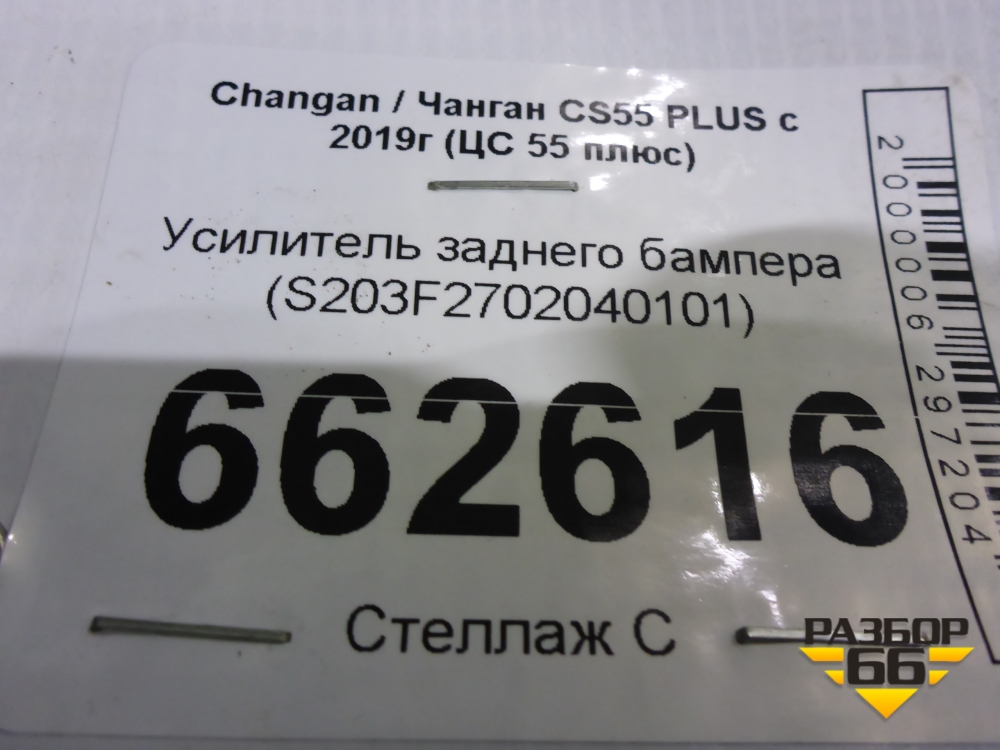 Changan / Чанган CS55 PLUS с
2019г (ЦС 55 плюс)
Усилитель заднего бампера
(S203F2702040101)
662616
Стеллаж С
2000006297204
РАЗБОР
66